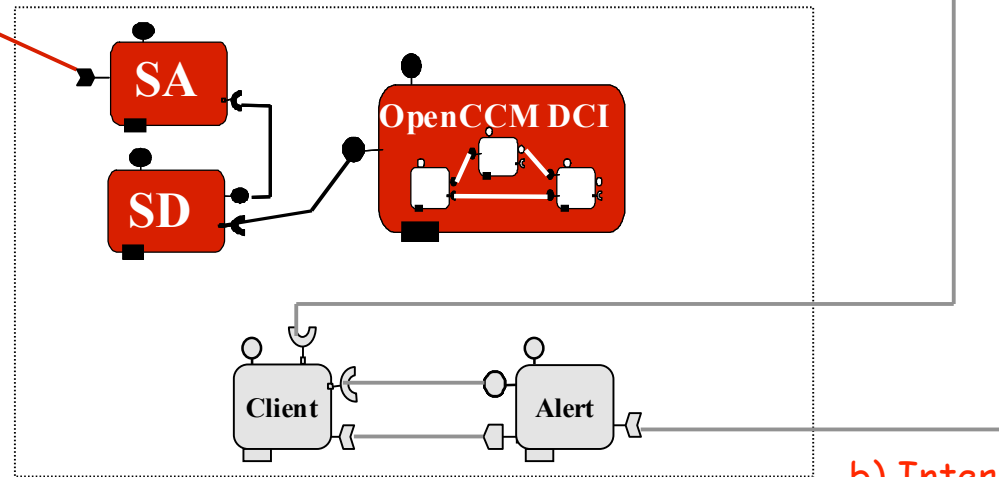 SA
OpenCCM DCI
SD
Client
Alert
b)